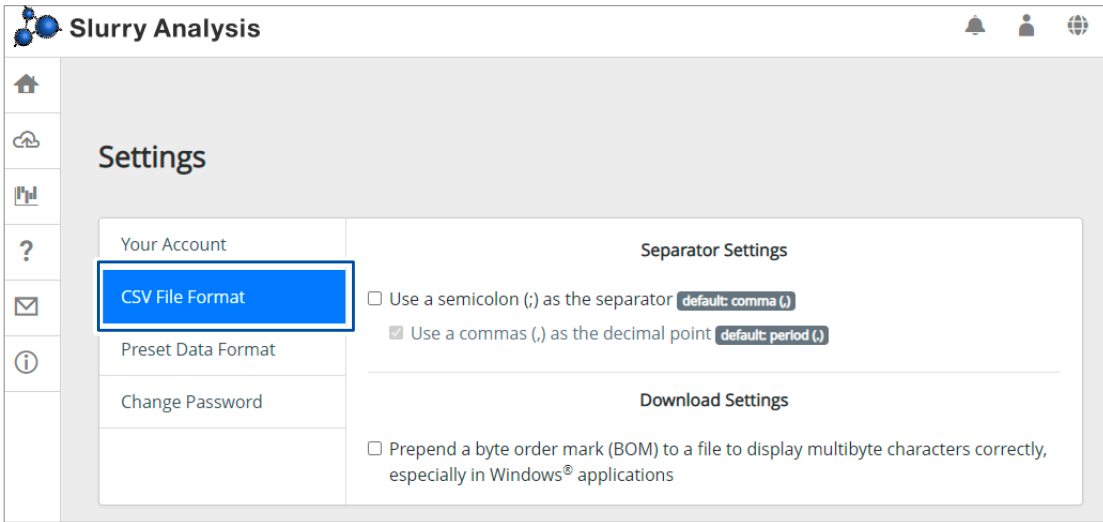 Slurry Analysis
Settings
Your Account
CSV File Format
Preset Data Format
Change Password
Separator Settings
Use a semicolon (;) as the separator default: comma (,)
Use a commas (,) as the decimal point default: period (.)
Download Settings
Prepend a byte order mark (BOM) to a file to display multibyte characters correctly,
especially in Windows® applications